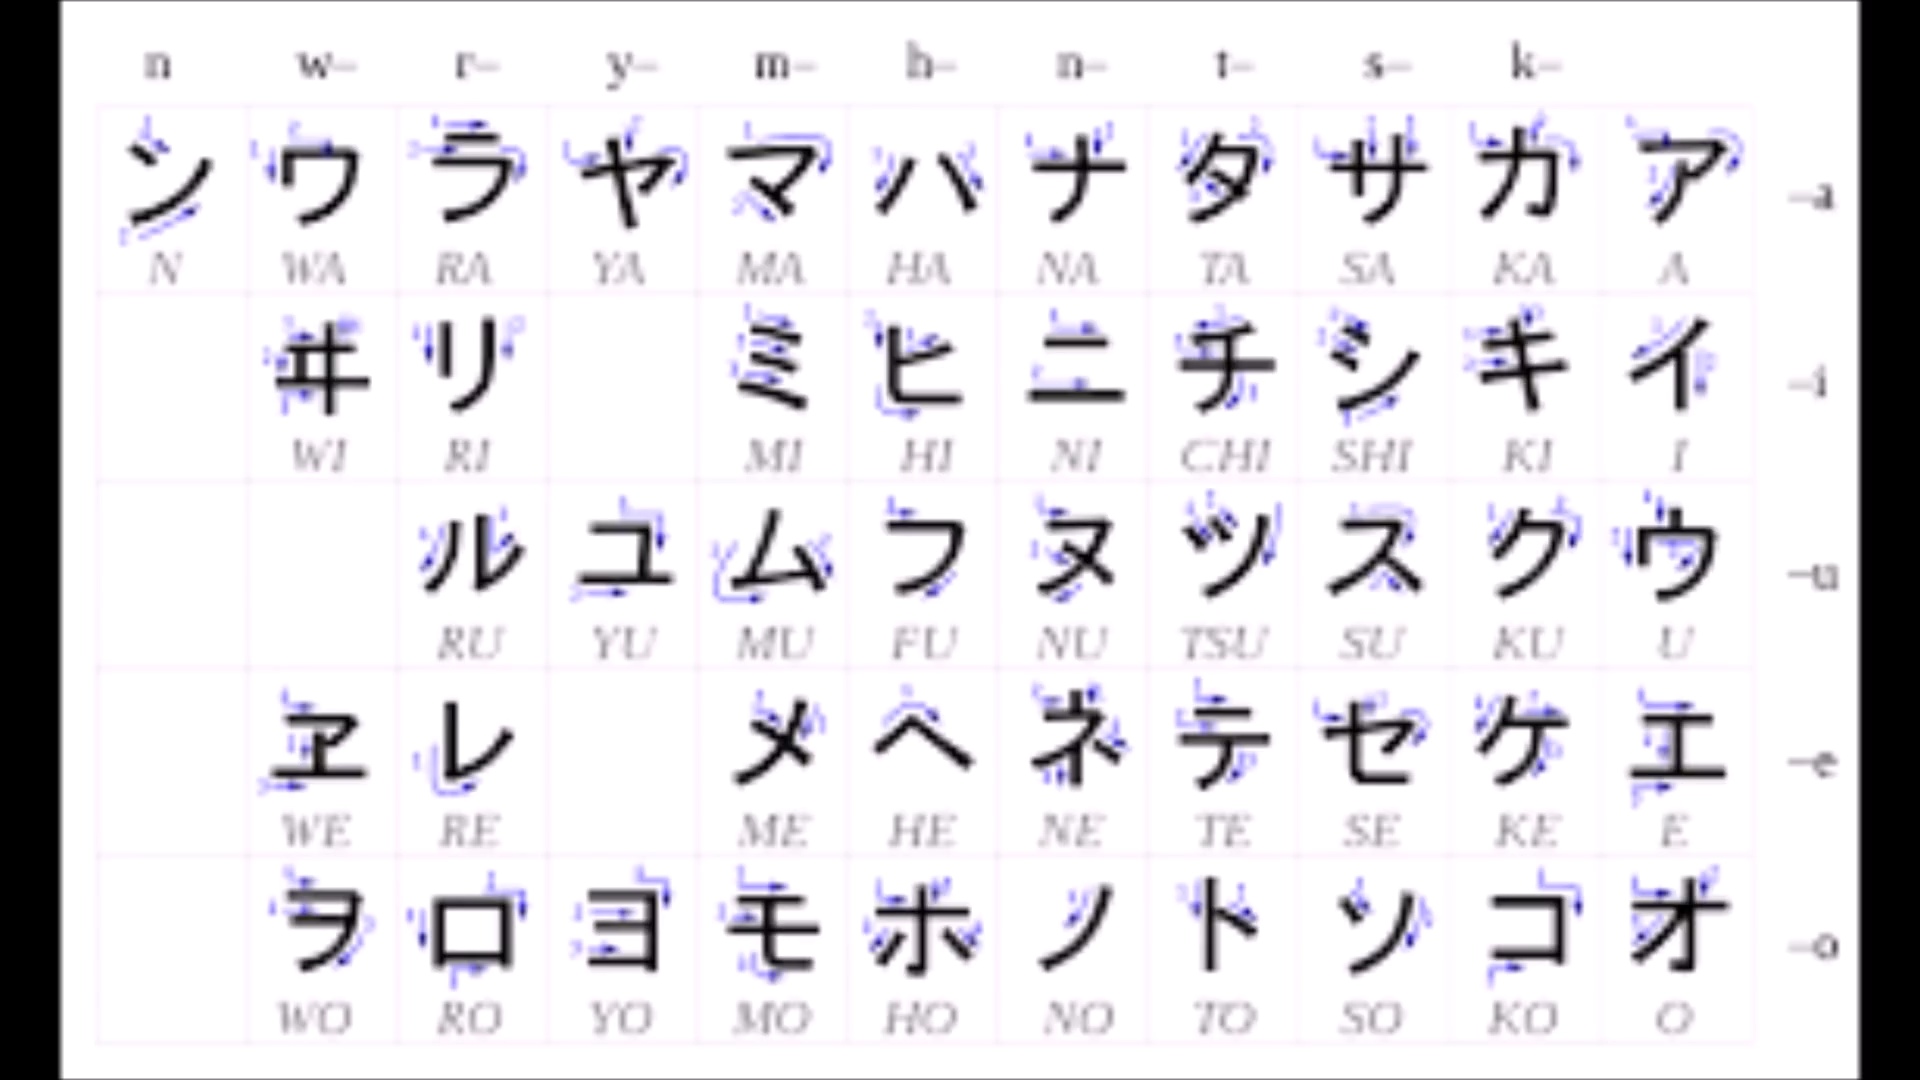 n w– r– y– m– h– n– t– s– k–
ン ワ ラ ヤ マ ハ ナ タ サ カ ア –a
N WA RA YA MA HA NA TA SA KA A
ヰ リ ミ ヒ ニ チ シ キ イ –i
WI RI MI HI NI CHI SHI KI I
ル ユ ム フ ヌ ツ ス ク ウ –u
RU YU MU FU NU TSU SU KU U
ヱ レ メ ヘ ネ テ セ ケ エ –e
WE RE ME HE NE TE SE KE E
ヲ ロ ヨ モ ホ ノ ト ソ コ オ –o
WO RO YO MO HO NO TO SO KO O